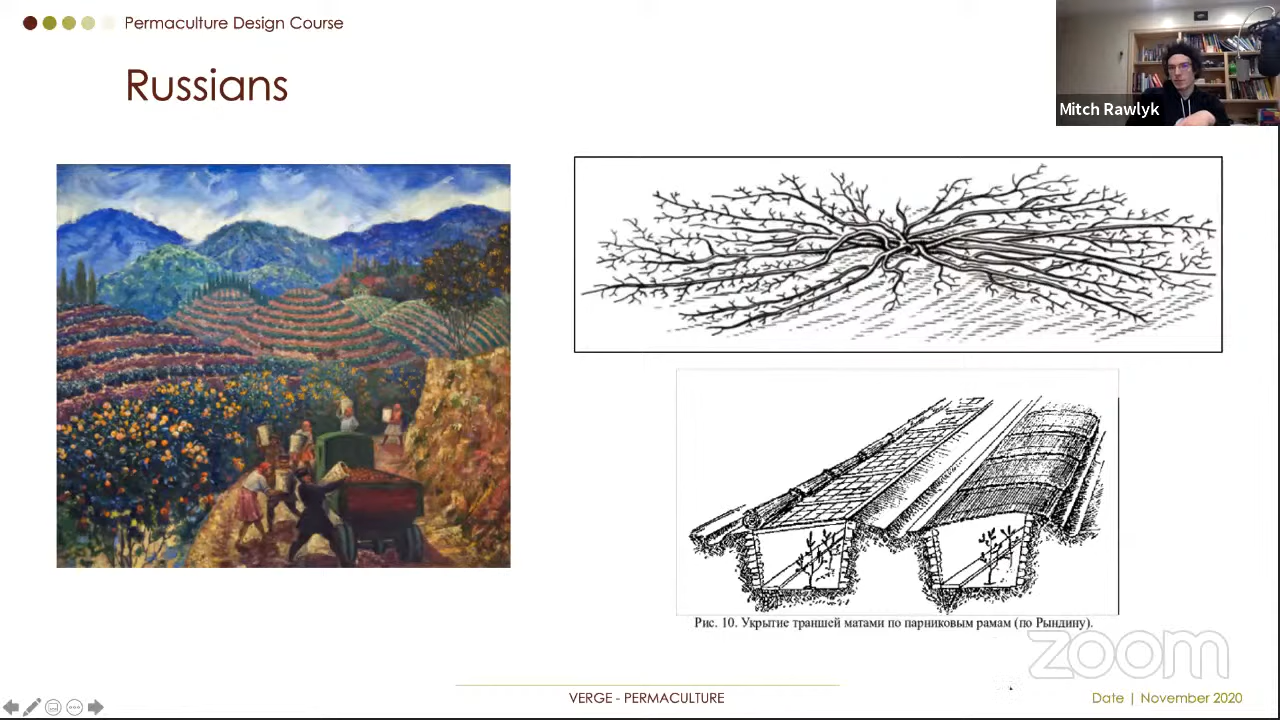 Permaculture Design Course
Russians
Mitch Rawlyk
Рис. 10. Укрытие траншей матами по парниковым рамам (по Рындину).
zoom
VERGE - PERMACULTURE
Date | November 2020